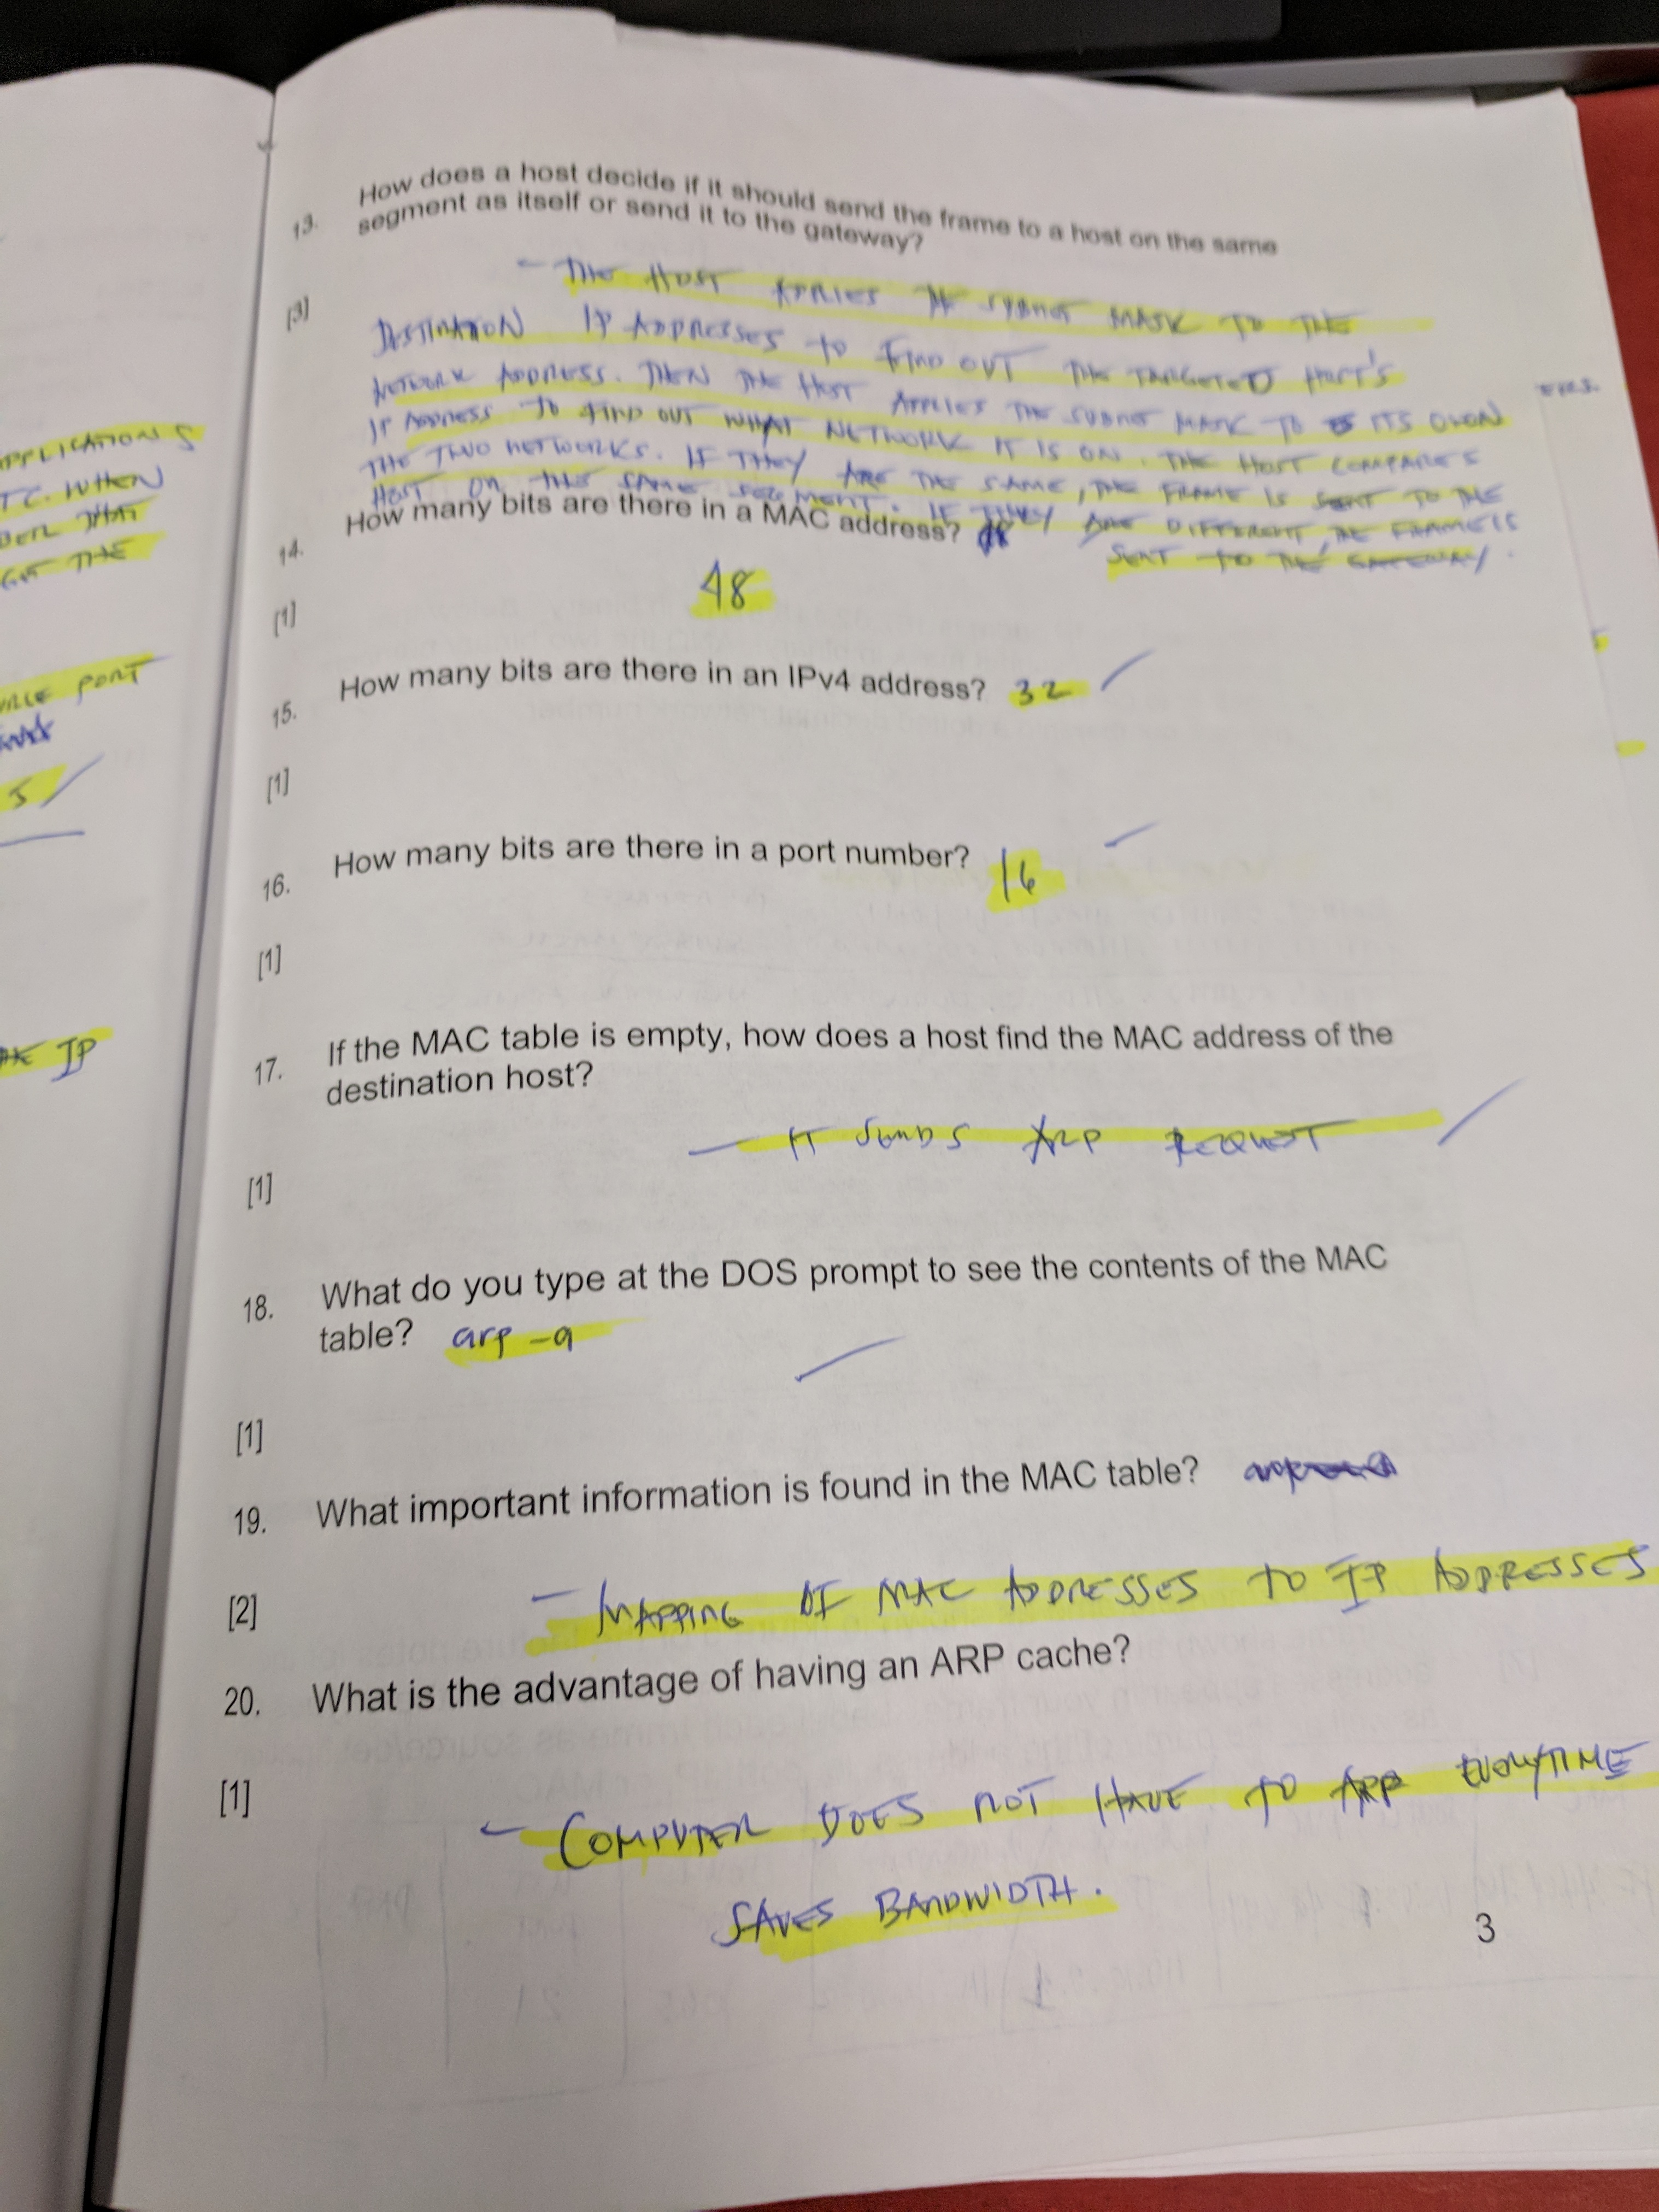 APPLICATIONS
TC. WHEN
THAT
GET THE
PORT
5
IP
13. How does a host decide if it should send the frame to a host on the same
segment as itself or send it to the gateway?
[3]
- THE HOST APPLIES THE SUBNET MASK TO THE
DESTINATION IP ADDRESSES TO FIND OUT THE TARGETED HOST'S
NETWORK ADDRESS. THEN THE HOST APPLIES THE SUBNET MASK TO ITS OWN
IP ADDRESS TO FIND OUT WHAT NETWORK IT IS ON. THE HOST COMPARES
THE TWO NETWORKS. IF THEY ARE THE SAME, THE FRAME IS SENT TO THE
HOST ON THE SAME SEGMENT. IF THEY ARE DIFFERENT, THE FRAME IS
SENT TO THE GATEWAY.
14. How many bits are there in a MAC address?
48
[1]
15. How many bits are there in an IPv4 address? 32
[1]
16. How many bits are there in a port number? 16
[1]
17. If the MAC table is empty, how does a host find the MAC address of the
destination host?
- IT SENDS ARP REQUEST
[1]
18. What do you type at the DOS prompt to see the contents of the MAC
table? arp -a
[1]
19. What important information is found in the MAC table?
[2] - MAPPING OF MAC ADDRESSES TO IP ADDRESSES
20. What is the advantage of having an ARP cache?
[1]
- COMPUTER DOES NOT HAVE TO ARP EVERYTIME
SAVES BANDWIDTH.
3